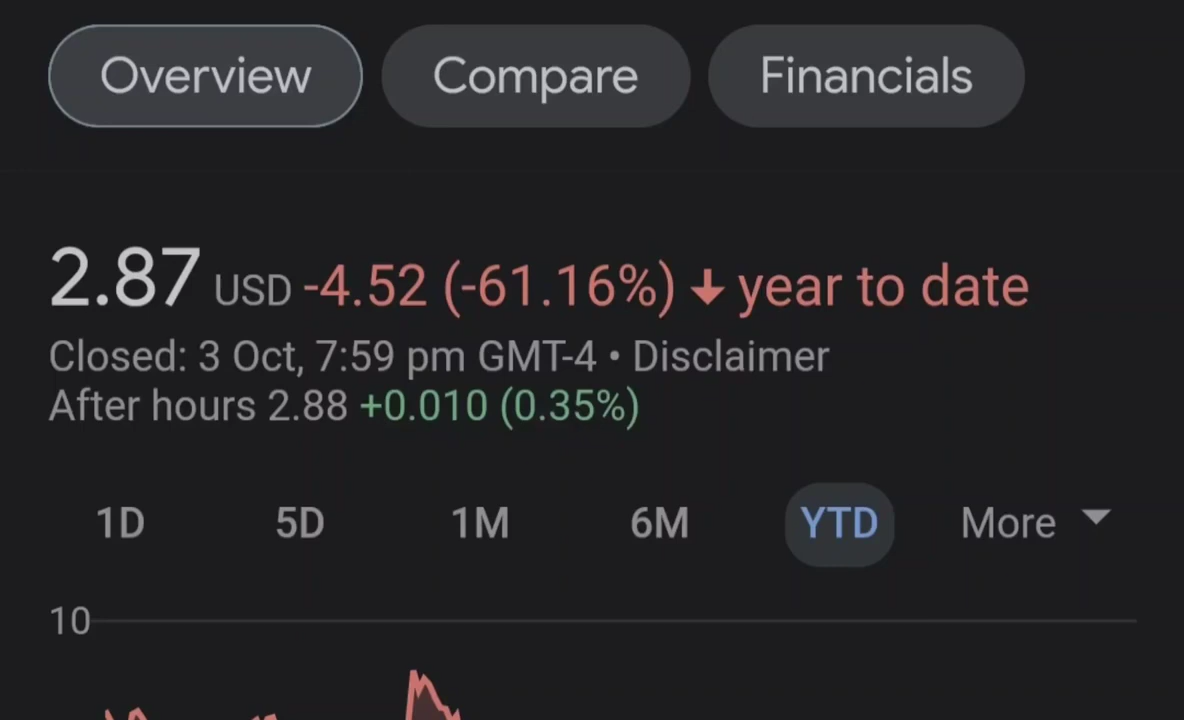 Overview Compare Financials
2.87 USD -4.52 (-61.16%) ↓ year to date
Closed: 3 Oct, 7:59 pm GMT-4 • Disclaimer
After hours 2.88 +0.010 (0.35%)
1D 5D 1M 6M YTD More
10